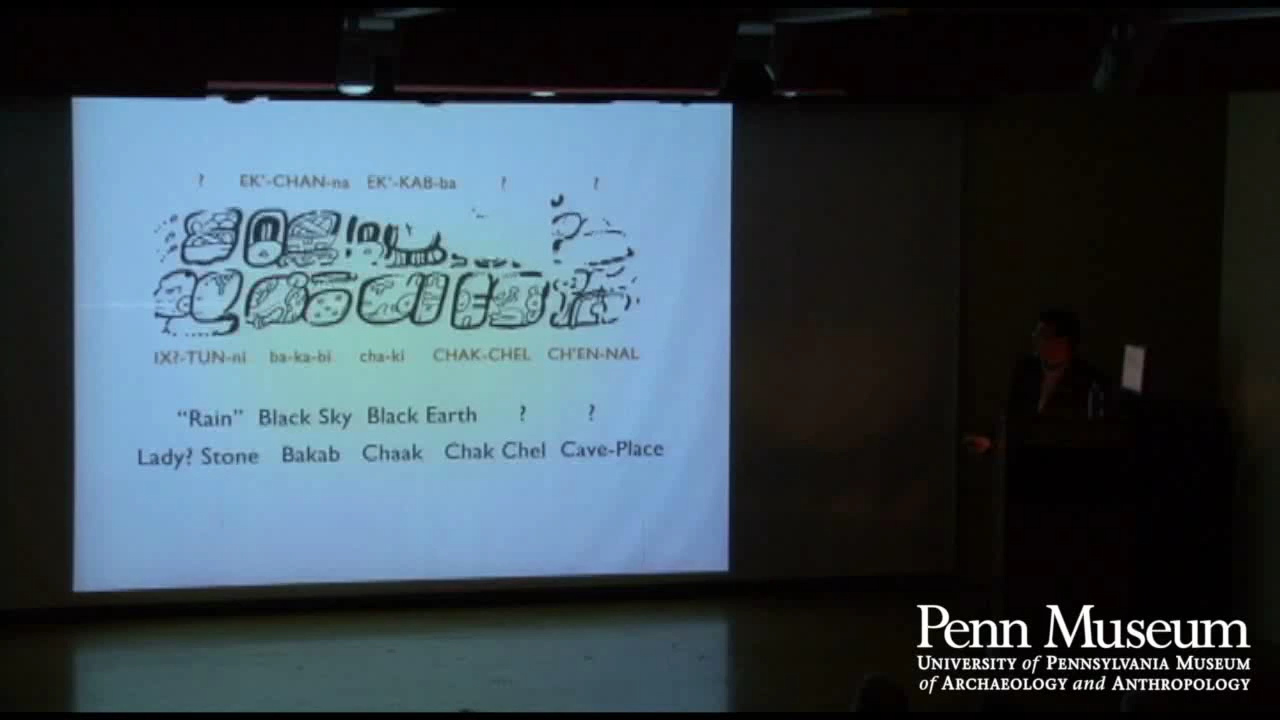 ? EK'-CHAN-na EK'-KAB-ba ? ?
IX?-TUN-ni ba-ka-bi cha-ki CHAK-CHEL CH'EN-NAL
"Rain" Black Sky Black Earth ? ?
Lady? Stone Bakab Chaak Chak Chel Cave-Place
Penn Museum
UNIVERSITY of PENNSYLVANIA MUSEUM
of ARCHAEOLOGY and ANTHROPOLOGY